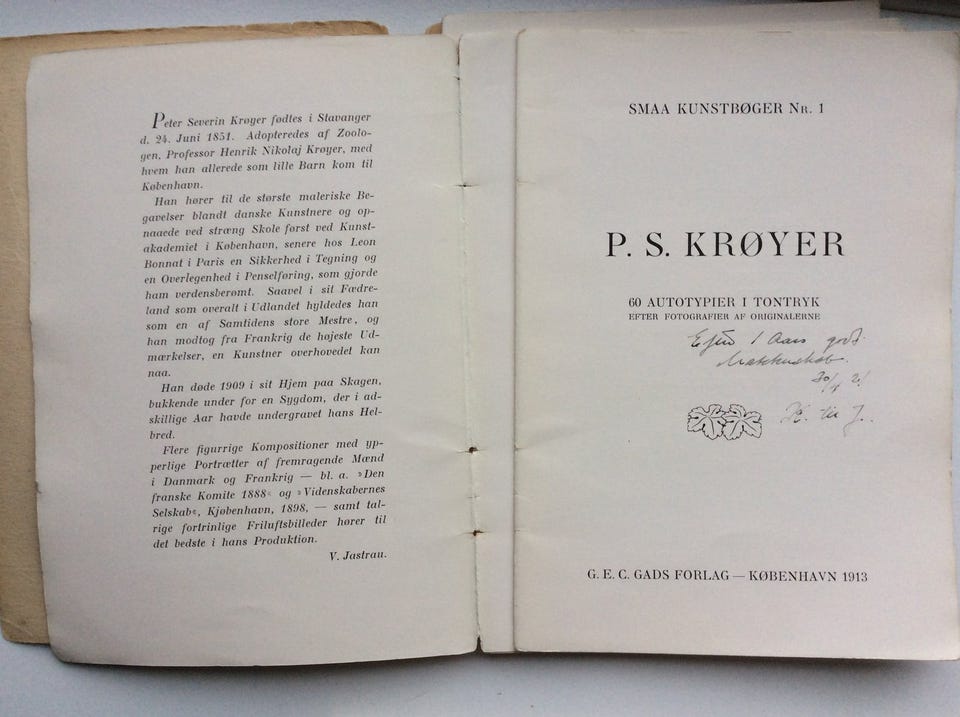 Peter Severin Krøyer fødtes i Stavanger
d. 24. Juni 1851. Adopteredes af Zoolo-
gen, Professor Henrik Nikolaj Krøyer, med
hvem han allerede som lille Barn kom til
København.
Han hører til de største maleriske Be-
gavelser blandt danske Kunstnere og op-
naaede ved stræng Skole først ved Kunst-
akademiet i København, senere hos Leon
Bonnat i Paris en Sikkerhed i Tegning og
en Overlegenhed i Penselføring, som gjorde
ham verdensberømt. Saavel i sit Fædre-
land som overalt i Udlandet hyldedes han
som en af Samtidens store Mestre, og
han modtog fra Frankrig de højeste Ud-
mærkelser, en Kunstner overhovedet kan
naa.
Han døde 1909 i sit Hjem paa Skagen,
bukkende under for en Sygdom, der i ad-
skillige Aar havde undergravet hans Hel-
bred.
Flere figurrige Kompositioner med yp-
perlige Portrætter af fremragende Mænd
i Danmark og Frankrig — bl. a. »Den
franske Komite 1888« og »Videnskabernes
Selskab«, Kjøbenhavn, 1898, — samt tal-
rige fortrinlige Friluftsbilleder hører til
det bedste i hans Produktion.
V. Jastrau.
SMAA KUNSTBØGER NR. 1
P. S. KRØYER
60 AUTOTYPIER I TONTRYK
EFTER FOTOGRAFIER AF ORIGINALERNE
Efter 1 Aars godt
til J.
G. E. C. GADS FORLAG — KØBENHAVN 1913